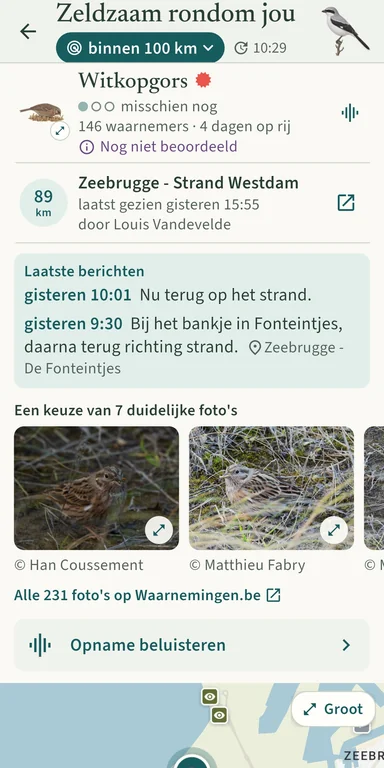 Zeldzaam rondom jou
binnen 100 km
10:29
Witkopgors
misschien nog
146 waarnemers · 4 dagen op rij
Nog niet beoordeeld
89
km
Zeebrugge - Strand Westdam
laatst gezien gisteren 15:55
door Louis Vandevelde
Laatste berichten
gisteren 10:01 Nu terug op het strand.
gisteren 9:30 Bij het bankje in Fonteintjes,
daarna terug richting strand. Zeebrugge -
De Fonteintjes
Een keuze van 7 duidelijke foto's
© Han Coussement
© Matthieu Fabry
© M
Alle 231 foto's op Waarnemingen.be
Opname beluisteren
Groot
ZEEBR